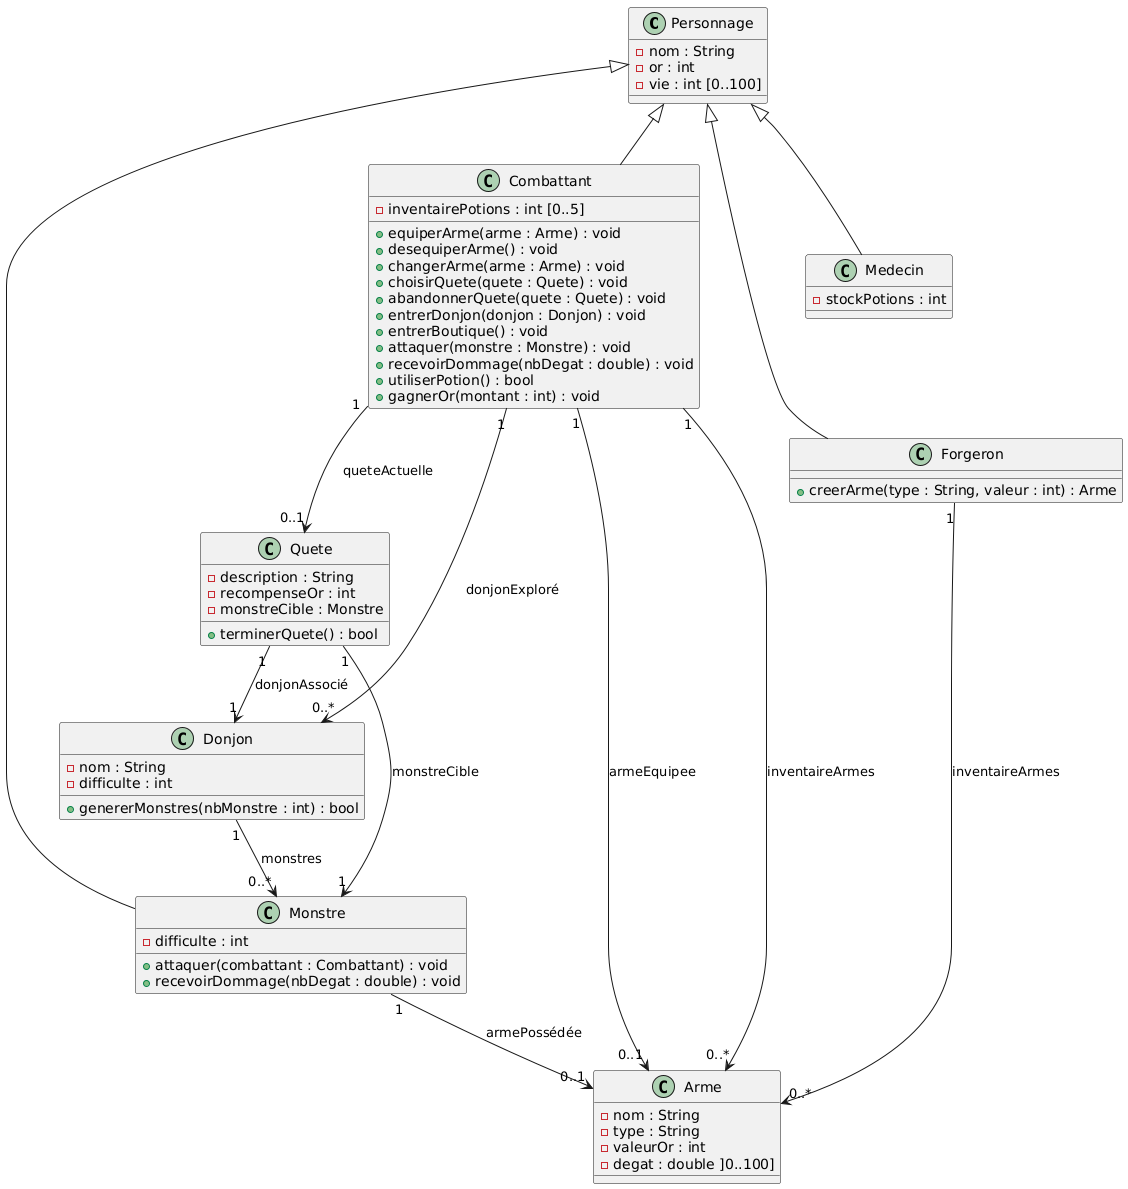 C Personnage
nom : String
or : int
vie : int [0..100]
C Combattant
inventairePotions : int [0..5]
equiperArme(arme : Arme) : void
desequiperArme() : void
changerArme(arme : Arme) : void
choisirQuete(quete : Quete) : void
abandonnerQuete(quete : Quete) : void
entrerDonjon(donjon : Donjon) : void
entrerBoutique() : void
attaquer(monstre : Monstre) : void
recevoirDommage(nbDegat : double) : void
utiliserPotion() : bool
gagnerOr(montant : int) : void
C Medecin
stockPotions : int
C Forgeron
creerArme(type : String, valeur : int) : Arme
1
1
1
1
queteActuelle
0..1
1
C Quete
description : String
recompenseOr : int
monstreCible : Monstre
terminerQuete() : bool
donjonExploré
1
1
donjonAssocié
1
0..*
C Donjon
nom : String
difficulte : int
genererMonstres(nbMonstre : int) : bool
monstreCible
armeEquipee
inventaireArmes
inventaireArmes
1
monstres
0..*
1
C Monstre
difficulte : int
attaquer(combattant : Combattant) : void
recevoirDommage(nbDegat : double) : void
1
armePossédée
0..1
0..1
0..*
0..*
C Arme
nom : String
type : String
valeurOr : int
degat : double ]0..100]